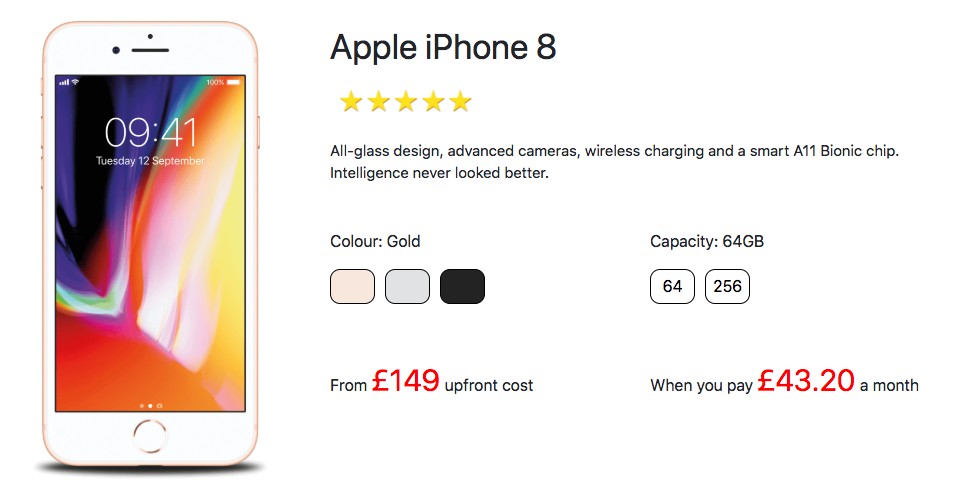 100%
09:41
Tuesday 12 September
Apple iPhone 8
All-glass design, advanced cameras, wireless charging and a smart A11 Bionic chip.
Intelligence never looked better.
Colour: Gold
Capacity: 64GB
64 256
From £149 upfront cost
When you pay £43.20 a month